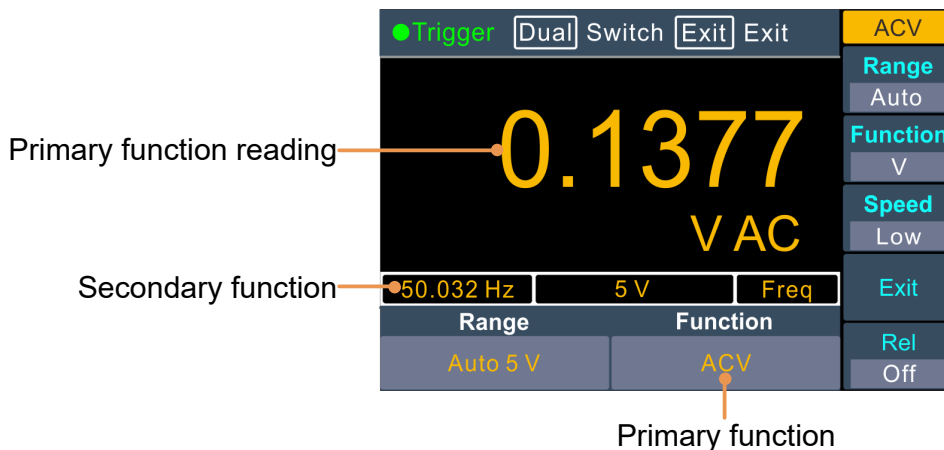 Trigger Dual Switch Exit Exit
ACV
Range
Auto
Function
V
Speed
Low
Exit
Rel
Off
Primary function reading
0.1377
V AC
Secondary function
50.032 Hz 5 V Freq
Range Function
Auto 5 V ACV
Primary function